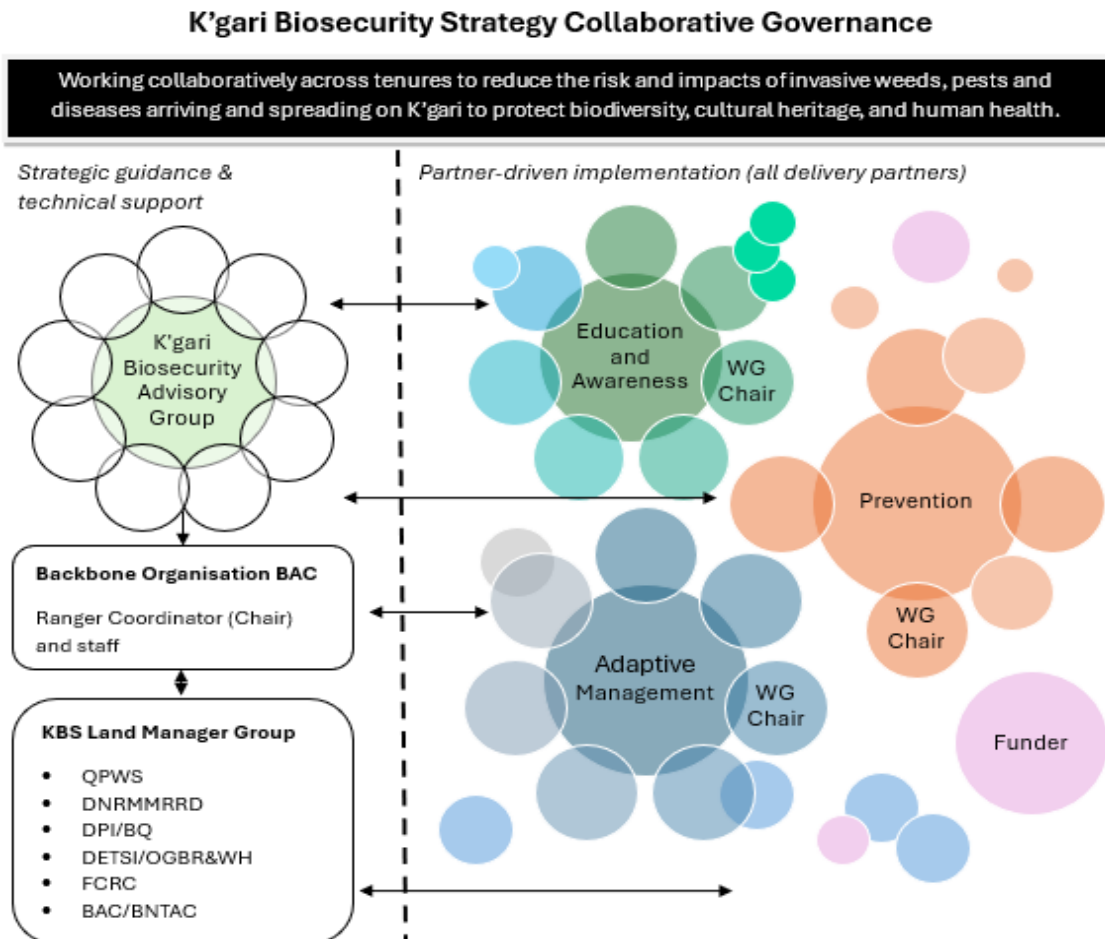 K'gari Biosecurity Strategy Collaborative Governance
Working collaboratively across tenures to reduce the risk and impacts of invasive weeds, pests and
diseases arriving and spreading on K'gari to protect biodiversity, cultural heritage, and human health.
Strategic guidance &
technical support
Partner-driven implementation (all delivery partners)
K'gari
Biosecurity
Advisory
Group
Education
and
Awareness
WG
Chair
Prevention
WG
Chair
Backbone Organisation BAC
Ranger Coordinator (Chair)
and staff
Adaptive
Management
WG
Chair
Funder
KBS Land Manager Group
• QPWS
• DNRMMRRD
• DPI/BQ
• DETSI/OGBR&WH
• FCRC
• BAC/BNTAC